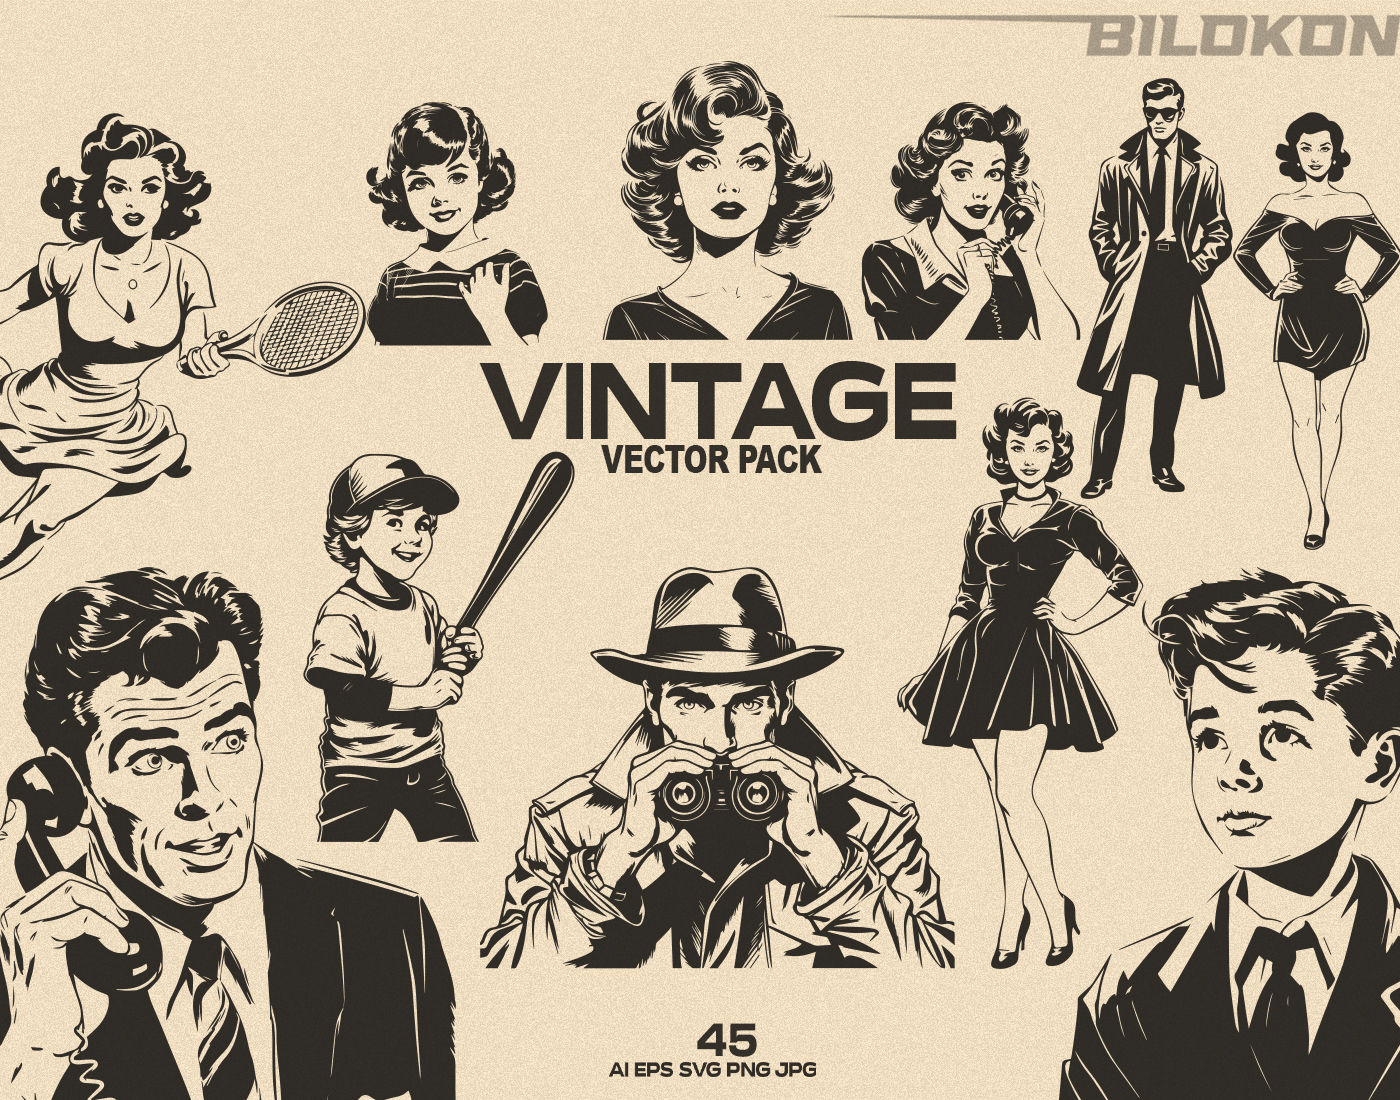 BILOKON
VINTAGE
VECTOR PACK
45
AI EPS SVG PNG JPG